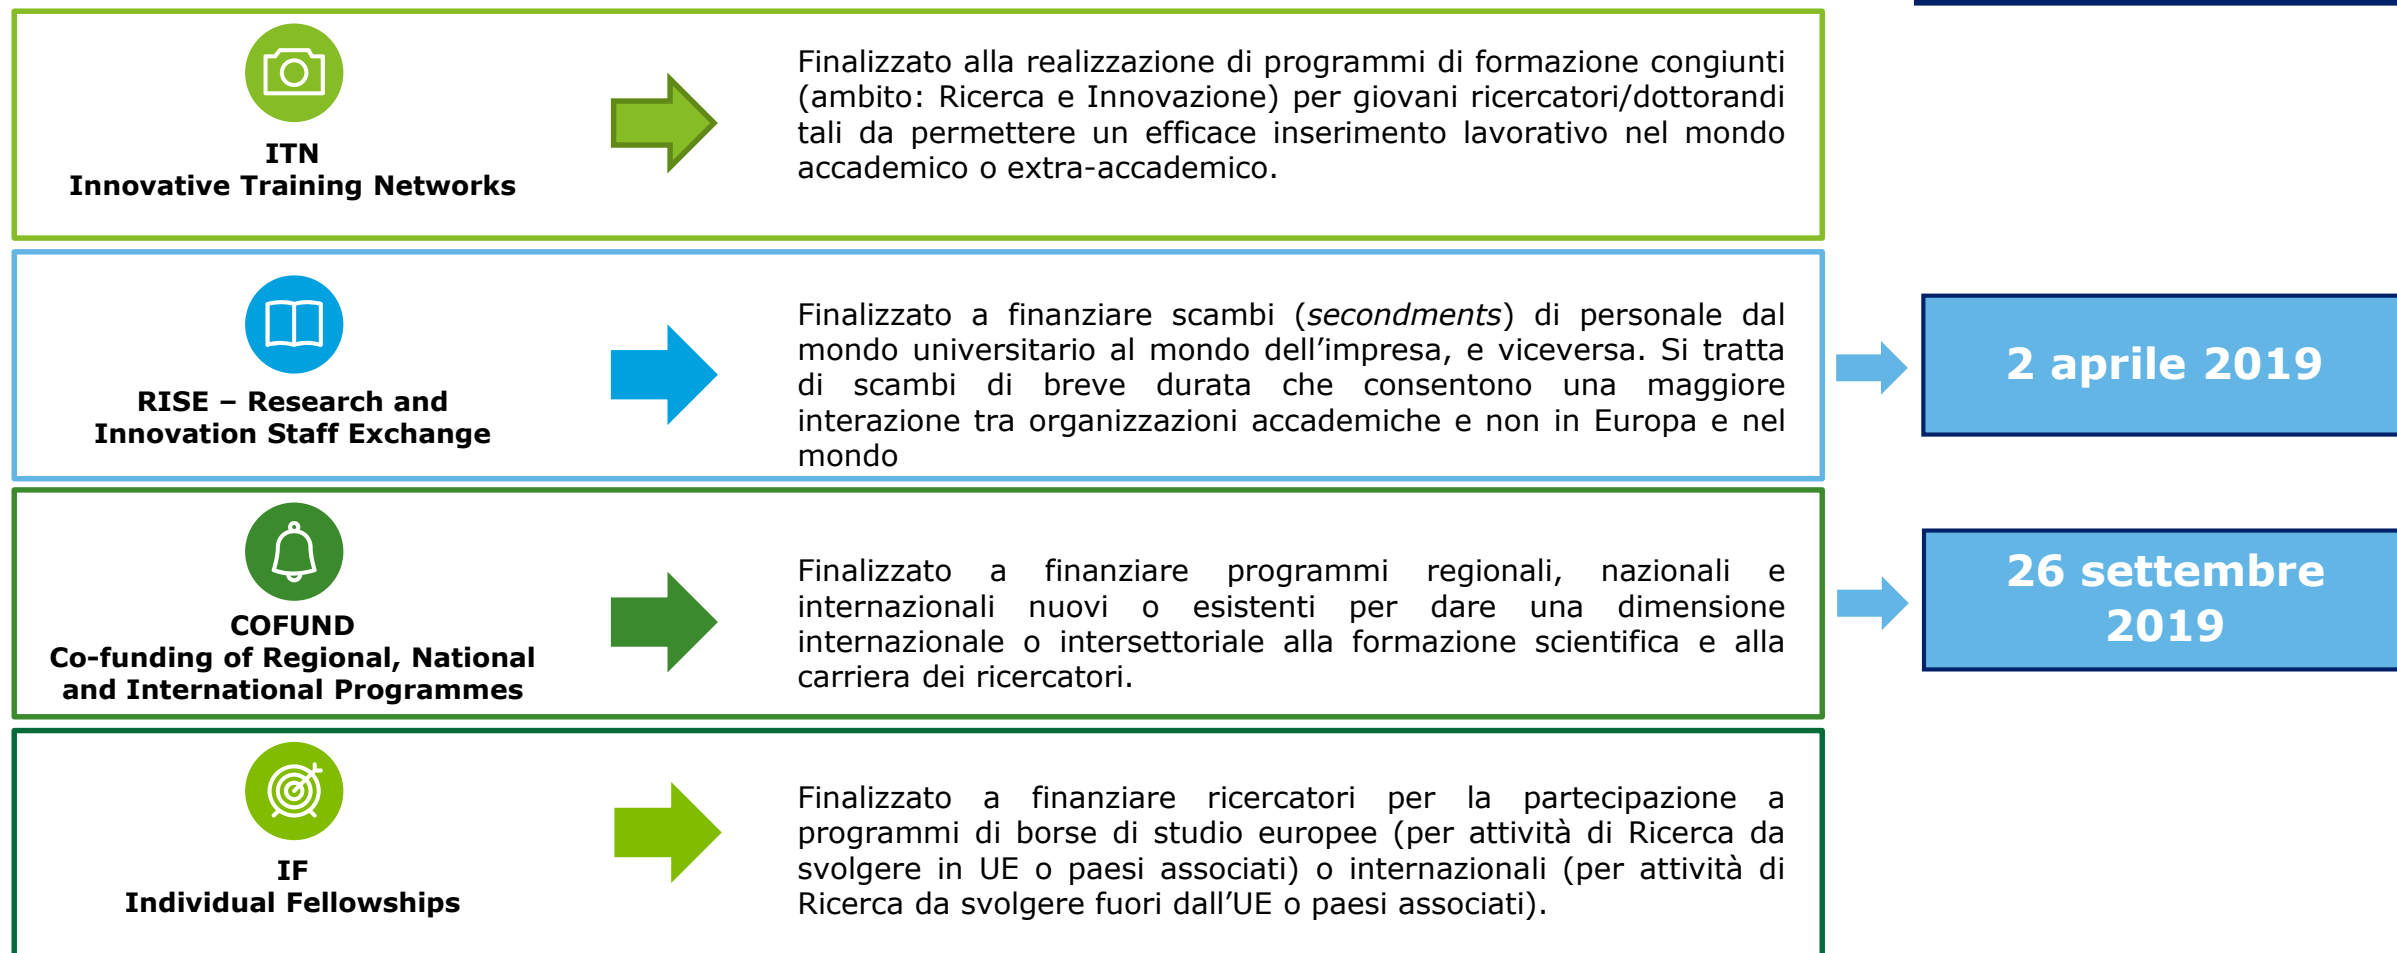 ITN
Innovative Training Networks
Finalizzato alla realizzazione di programmi di formazione congiunti
(ambito: Ricerca e Innovazione) per giovani ricercatori/dottorandi
tali da permettere un efficace inserimento lavorativo nel mondo
accademico o extra-accademico.
RISE – Research and
Innovation Staff Exchange
Finalizzato a finanziare scambi (secondments) di personale dal
mondo universitario al mondo dell’impresa, e viceversa. Si tratta
di scambi di breve durata che consentono una maggiore
interazione tra organizzazioni accademiche e non in Europa e nel
mondo
2 aprile 2019
COFUND
Co-funding of Regional, National
and International Programmes
Finalizzato a finanziare programmi regionali, nazionali e
internazionali nuovi o esistenti per dare una dimensione
internazionale o intersettoriale alla formazione scientifica e alla
carriera dei ricercatori.
26 settembre
2019
IF
Individual Fellowships
Finalizzato a finanziare ricercatori per la partecipazione a
programmi di borse di studio europee (per attività di Ricerca da
svolgere in UE o paesi associati) o internazionali (per attività di
Ricerca da svolgere fuori dall’UE o paesi associati).